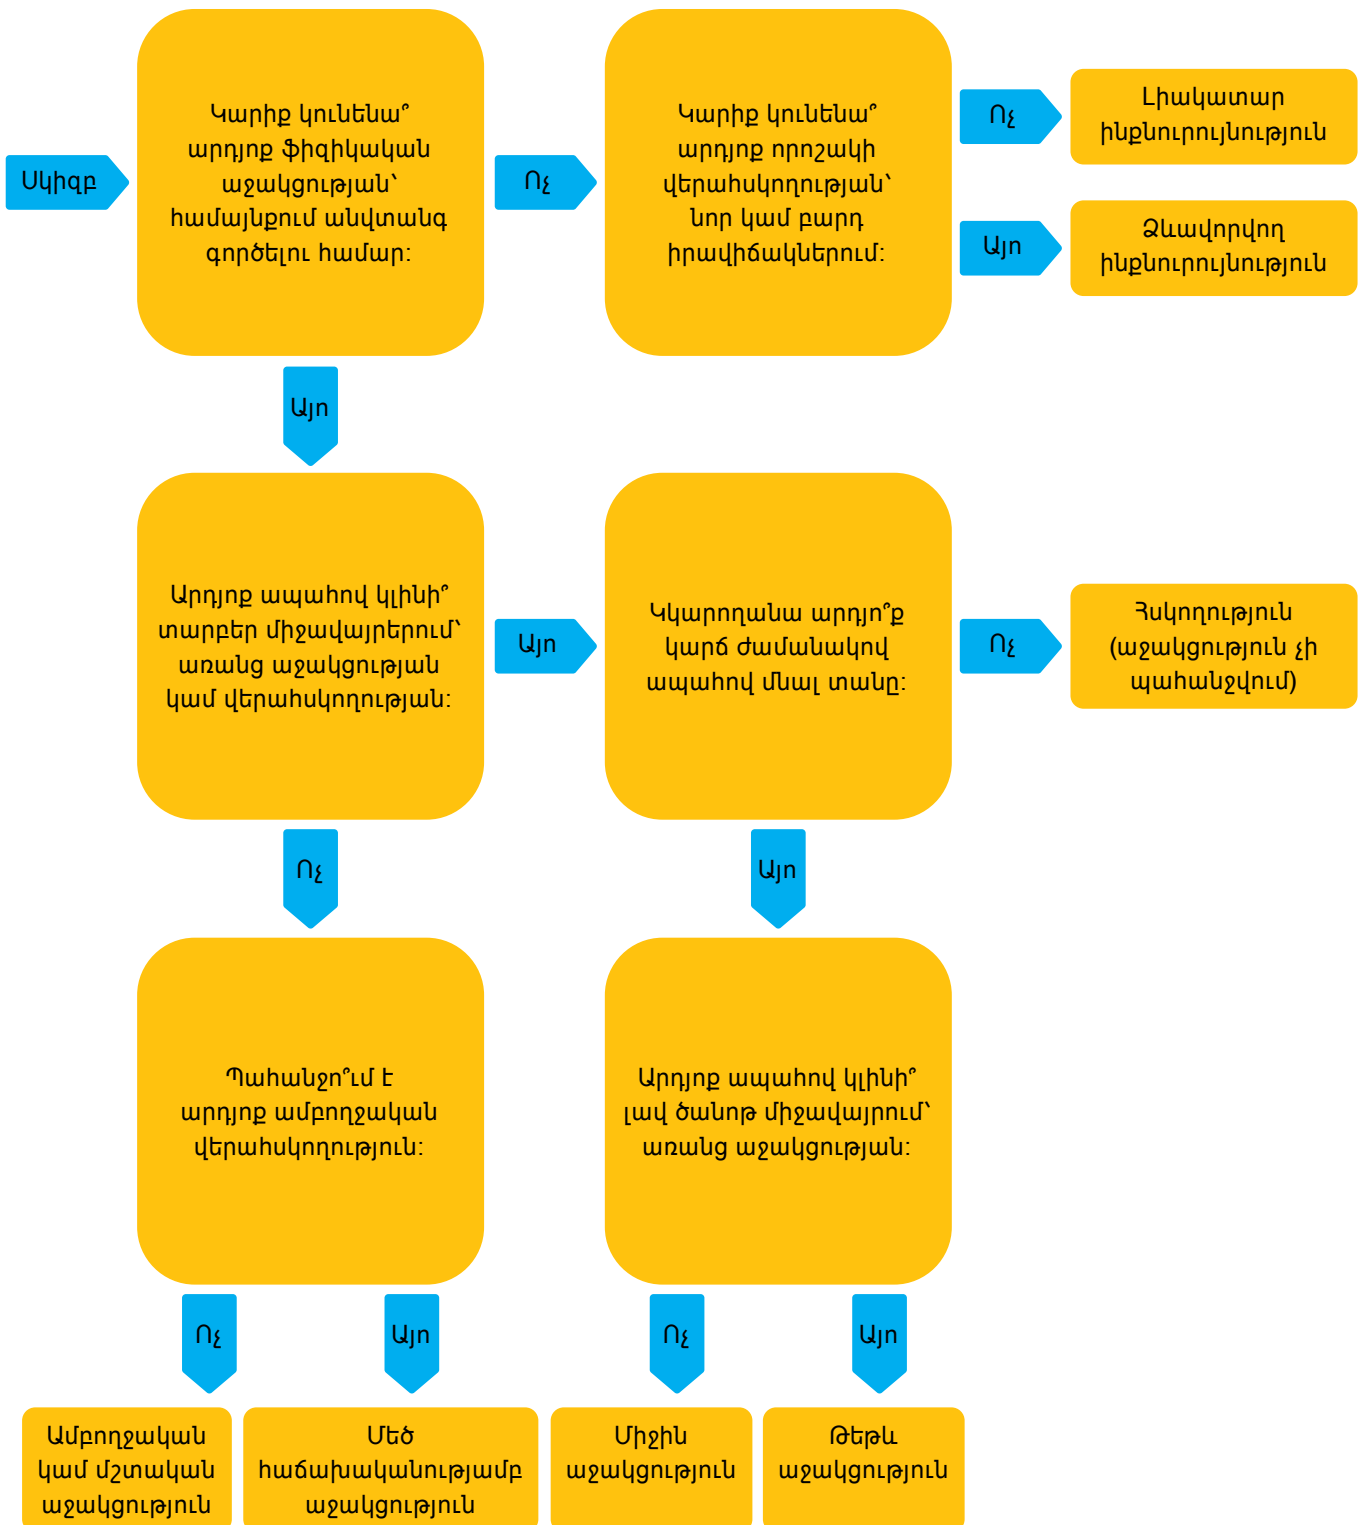 Սկիզբ
Կարիք կունենա՞
արդյոք ֆիզիկական
աջակցության՝
համայնքում անվտանգ
գործելու համար:
Ոչ
Կարիք կունենա՞
արդյոք որոշակի
վերահսկողության՝
նոր կամ բարդ
իրավիճակներում:
Ոչ
Լիակատար
ինքնուրույնություն
Այո
Ձևավորվող
ինքնուրույնություն
Այո
Արդյոք ապահով կլինի՞
տարբեր միջավայրերում՝
առանց աջակցության
կամ վերահսկողության:
Այո
Կկարողանա արդյո՞ք
կարճ ժամանակով
ապահով մնալ տանը:
Ոչ
Հսկողություն
(աջակցություն չի
պահանջվում)
Ոչ
Այո
Պահանջո՞ւմ է
արդյոք ամբողջական
վերահսկողություն:
Արդյոք ապահով կլինի՞
լավ ծանոթ միջավայրում՝
առանց աջակցության:
Ոչ
Այո
Ոչ
Այո
Ամբողջական
կամ մշտական
աջակցություն
Մեծ
հաճախականությամբ
աջակցություն
Միջին
աջակցություն
Թեթև
աջակցություն